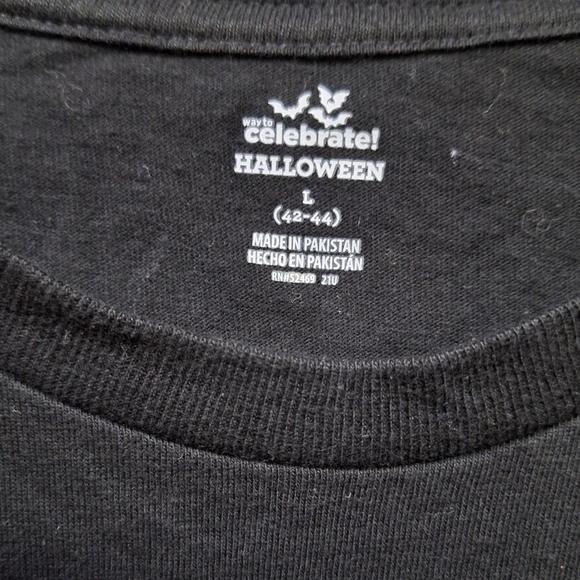 way to
celebrate!
HALLOWEEN
L
(42-44)
MADE IN PAKISTAN
HECHO EN PAKISTÁN
RN#52469 21U